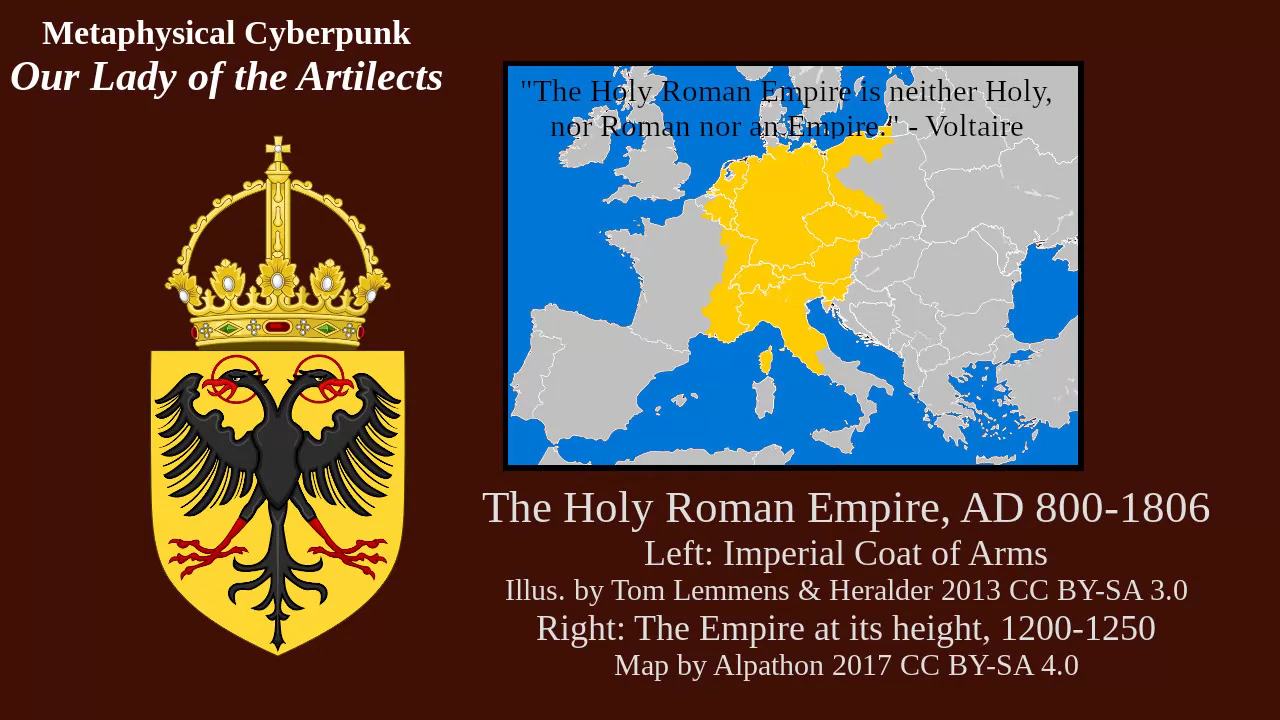 Metaphysical Cyberpunk
Our Lady of the Artilects
"The Holy Roman Empire is neither Holy,
nor Roman nor an Empire." - Voltaire
The Holy Roman Empire, AD 800-1806
Left: Imperial Coat of Arms
Illus. by Tom Lemmens & Heralder 2013 CC BY-SA 3.0
Right: The Empire at its height, 1200-1250
Map by Alpathon 2017 CC BY-SA 4.0